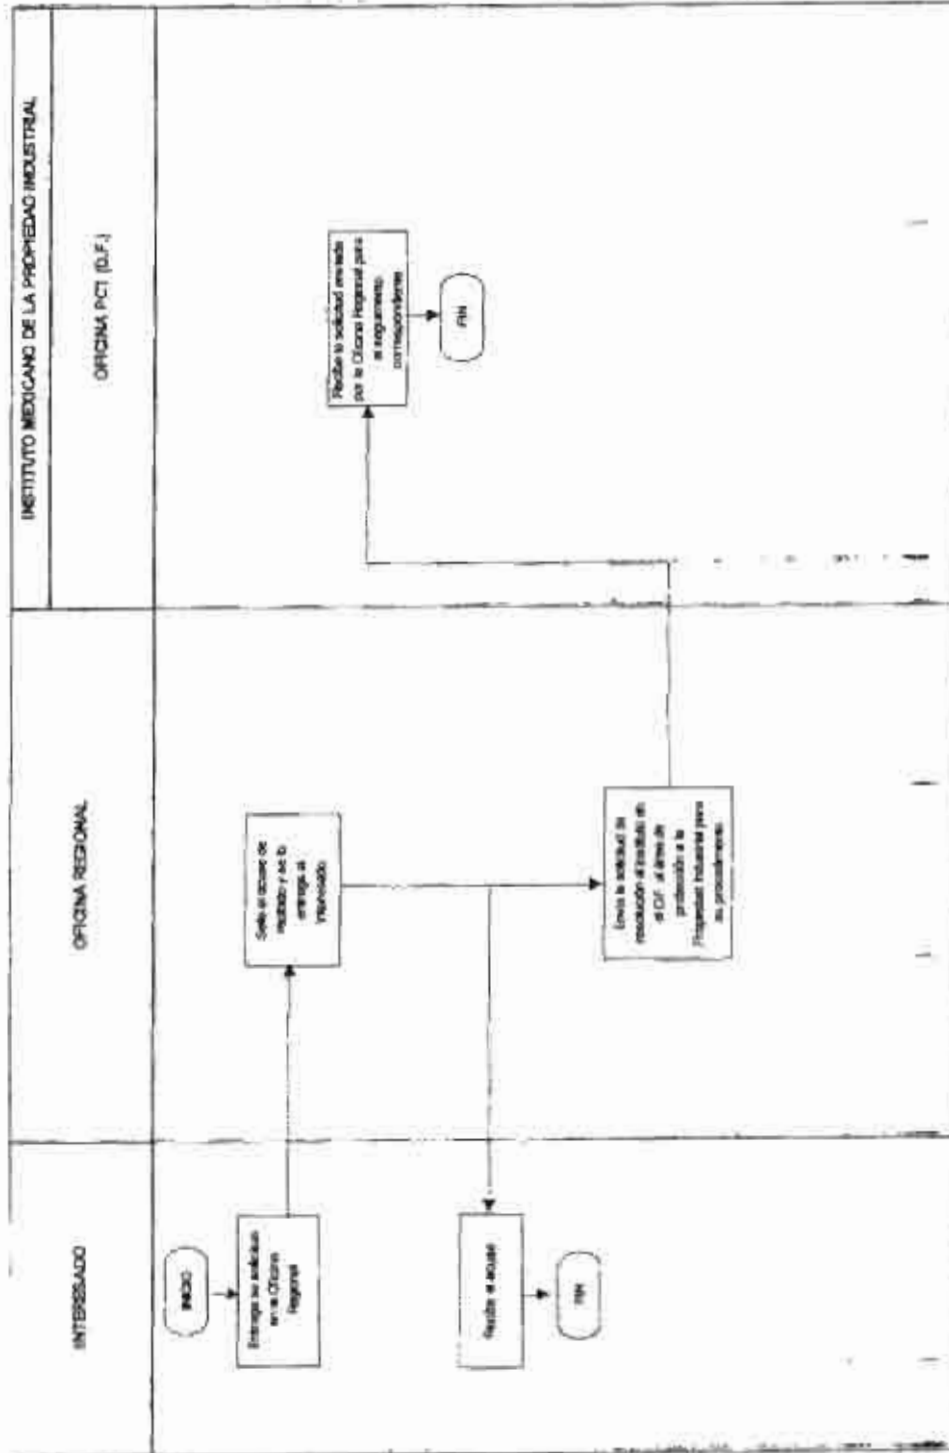 INSTITUTO MEXICANO DE LA PROPIEDAD INDUSTRIAL
INTERESADO
OFICINA REGIONAL
OFICINA PCT (D.F.)
INICIO
Entrega su solicitud
en la Oficina
Regional
Sella el acuse de
recibido y se lo
entrega al
interesado
Recibe el acuse
FIN
Envía la solicitud de
resolución al Instituto en
el D.F. al área de
protección a la
Propiedad Industrial para
su procedimiento
Recibe la solicitud enviada
por la Oficina Regional para
el seguimiento
correspondiente
FIN